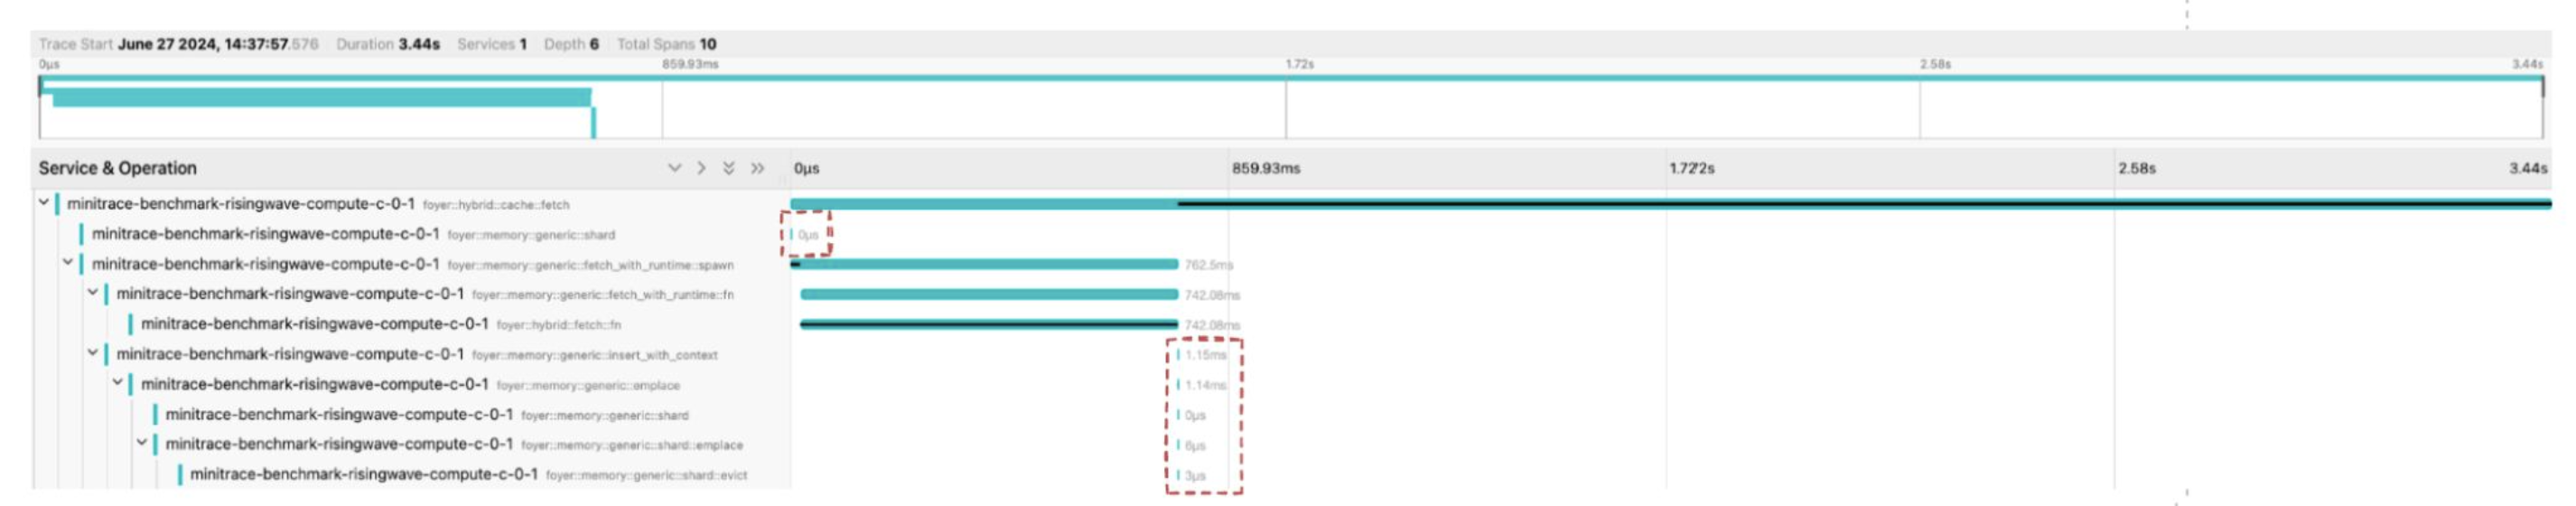 Trace Start June 27 2024, 14:37:57.576 Duration 3.44s Services 1 Depth 6 Total Spans 10
0μs 859.93ms 1.72s 2.58s 3.44s
Service & Operation 0μs 859.93ms 1.72'2s 2.58s 3.44s
minitrace-benchmark-risingwave-compute-c-0-1 foyer::hybrid::cache::fetch
minitrace-benchmark-risingwave-compute-c-0-1 foyer::memory::generic::shard 0μs
minitrace-benchmark-risingwave-compute-c-0-1 foyer::memory::generic::fetch_with_runtime::spawn 762.5ms
minitrace-benchmark-risingwave-compute-c-0-1 foyer::memory::generic::fetch_with_runtime::fn 742.08ms
minitrace-benchmark-risingwave-compute-c-0-1 foyer::hybrid::fetch::fn 742.08ms
minitrace-benchmark-risingwave-compute-c-0-1 foyer::memory::generic::insert_with_context 1.15ms
minitrace-benchmark-risingwave-compute-c-0-1 foyer::memory::generic::emplace 1.14ms
minitrace-benchmark-risingwave-compute-c-0-1 foyer::memory::generic::shard 0μs
minitrace-benchmark-risingwave-compute-c-0-1 foyer::memory::generic::shard::emplace 6μs
minitrace-benchmark-risingwave-compute-c-0-1 foyer::memory::generic::shard::evict 3μs